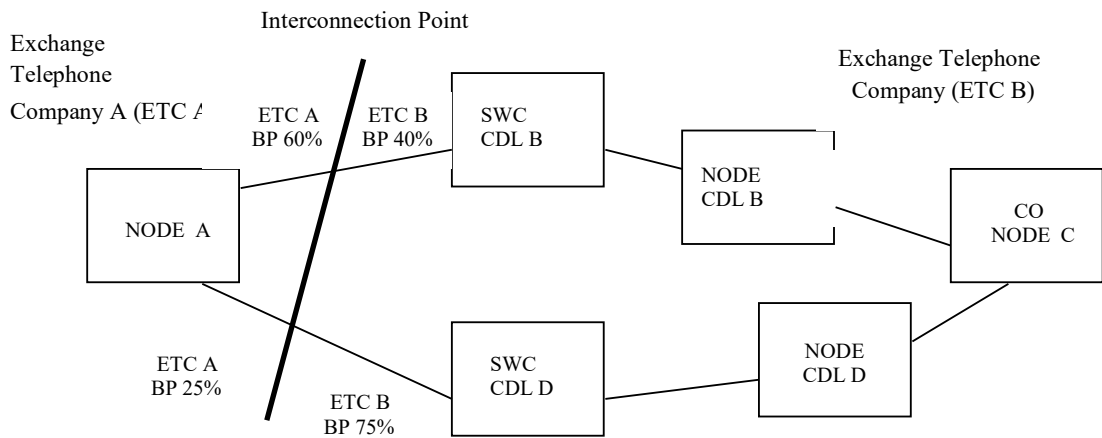 Interconnection Point
Exchange
Telephone
Company A (ETC A
Exchange Telephone
Company (ETC B)
ETC A
BP 60%
ETC B
BP 40%
SWC
CDL B
NODE
CDL B
NODE A
CO
NODE C
ETC A
BP 25%
ETC B
BP 75%
SWC
CDL D
NODE
CDL D